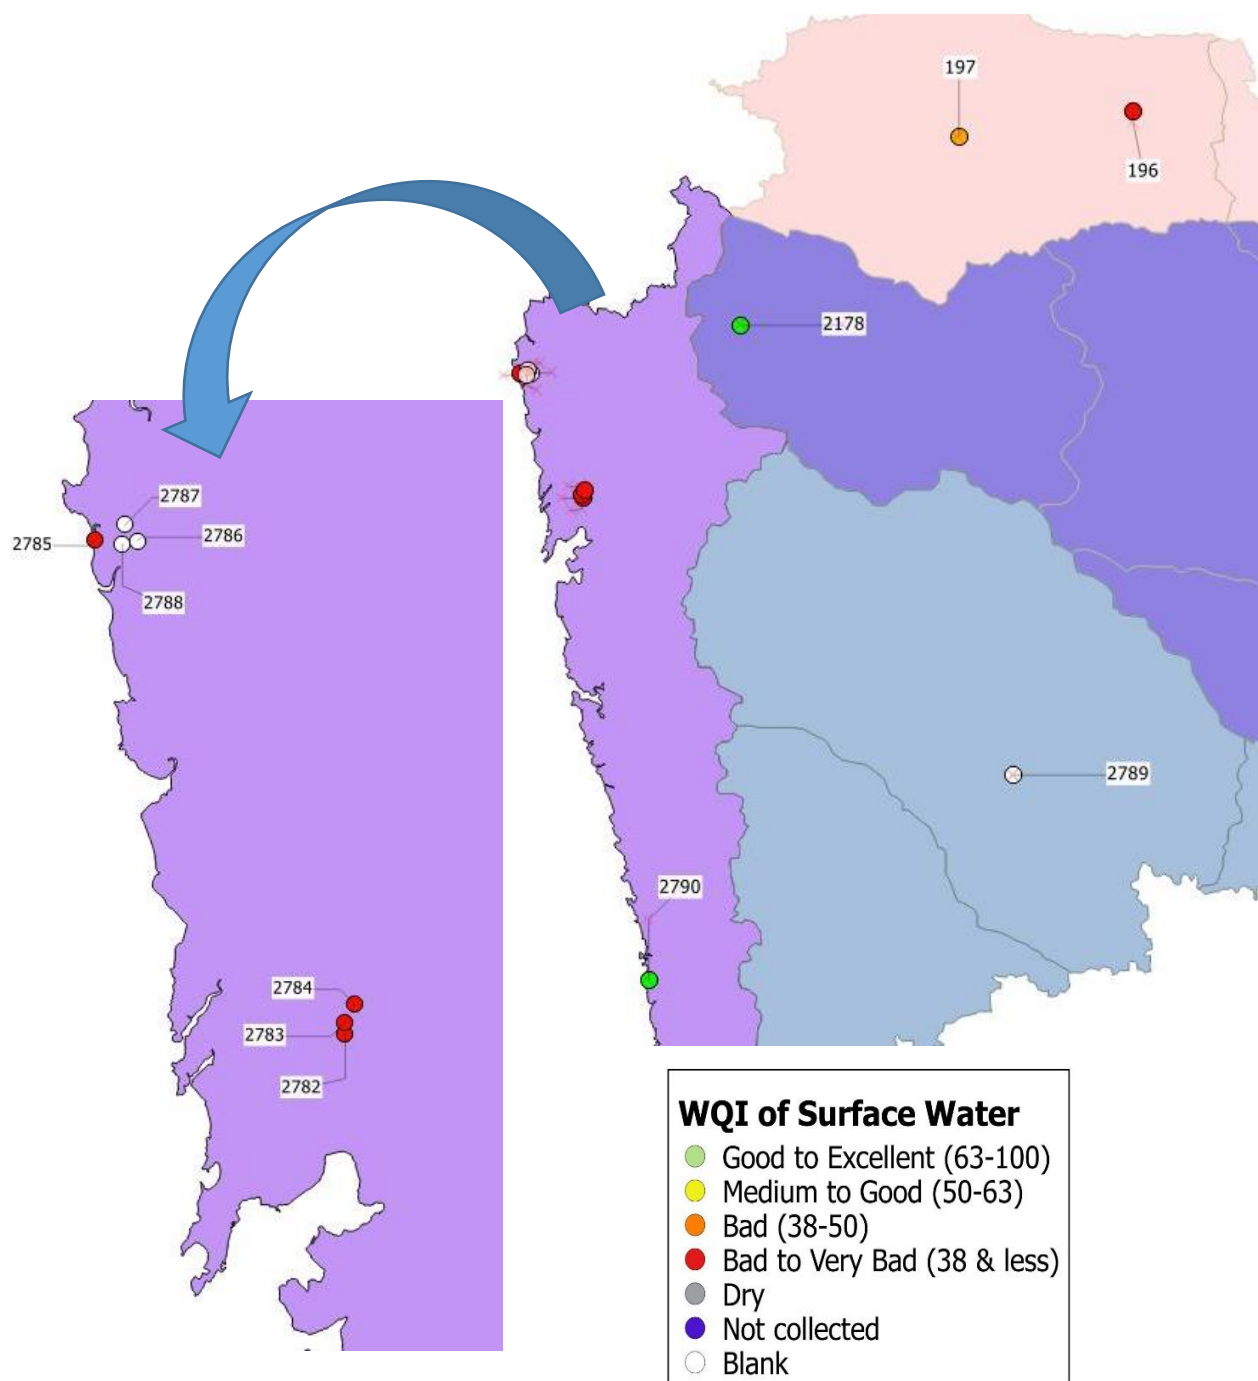 197
196
2178
2787
2786
2785
2788
2789
2790
2784
2783
2782
WQI of Surface Water
Good to Excellent (63-100)
Medium to Good (50-63)
Bad (38-50)
Bad to Very Bad (38 & less)
Dry
Not collected
Blank